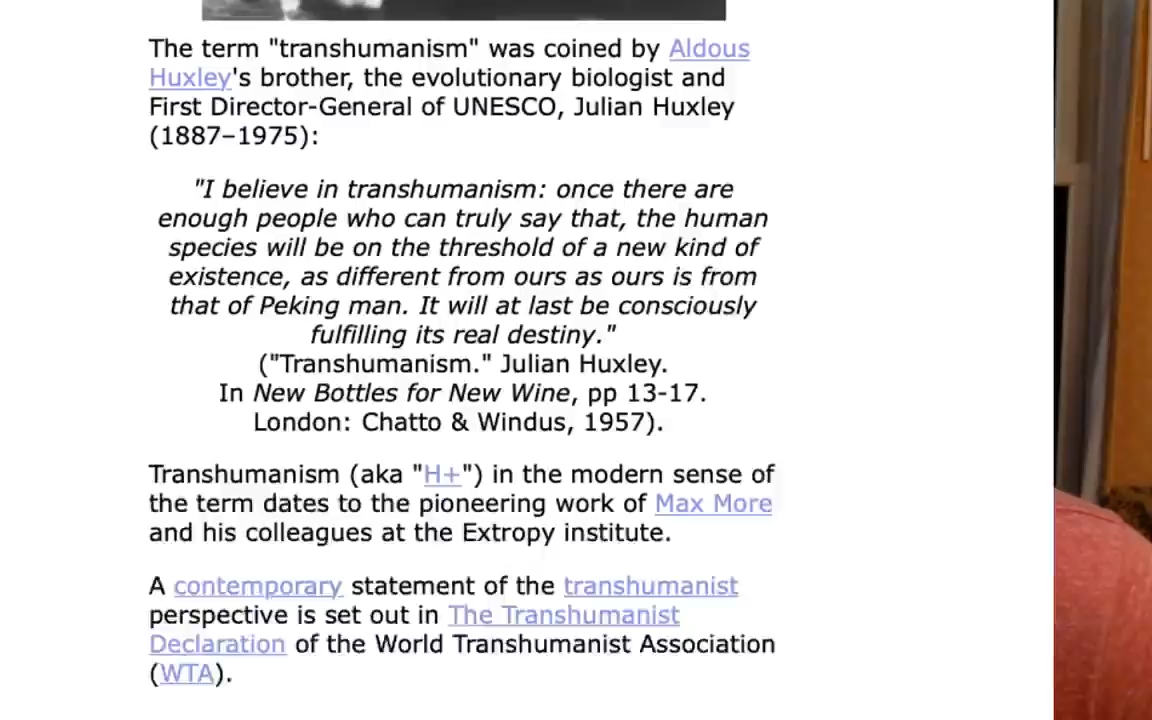 The term "transhumanism" was coined by Aldous
Huxley's brother, the evolutionary biologist and
First Director-General of UNESCO, Julian Huxley
(1887–1975):
"I believe in transhumanism: once there are
enough people who can truly say that, the human
species will be on the threshold of a new kind of
existence, as different from ours as ours is from
that of Peking man. It will at last be consciously
fulfilling its real destiny."
("Transhumanism." Julian Huxley.
In New Bottles for New Wine, pp 13-17.
London: Chatto & Windus, 1957).
Transhumanism (aka "H+") in the modern sense of
the term dates to the pioneering work of Max More
and his colleagues at the Extropy institute.
A contemporary statement of the transhumanist
perspective is set out in The Transhumanist
Declaration of the World Transhumanist Association
(WTA).